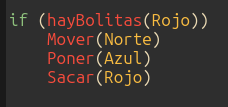 if (hayBolitas(Rojo))
    Mover(Norte)
    Poner(Azul)
    Sacar(Rojo)